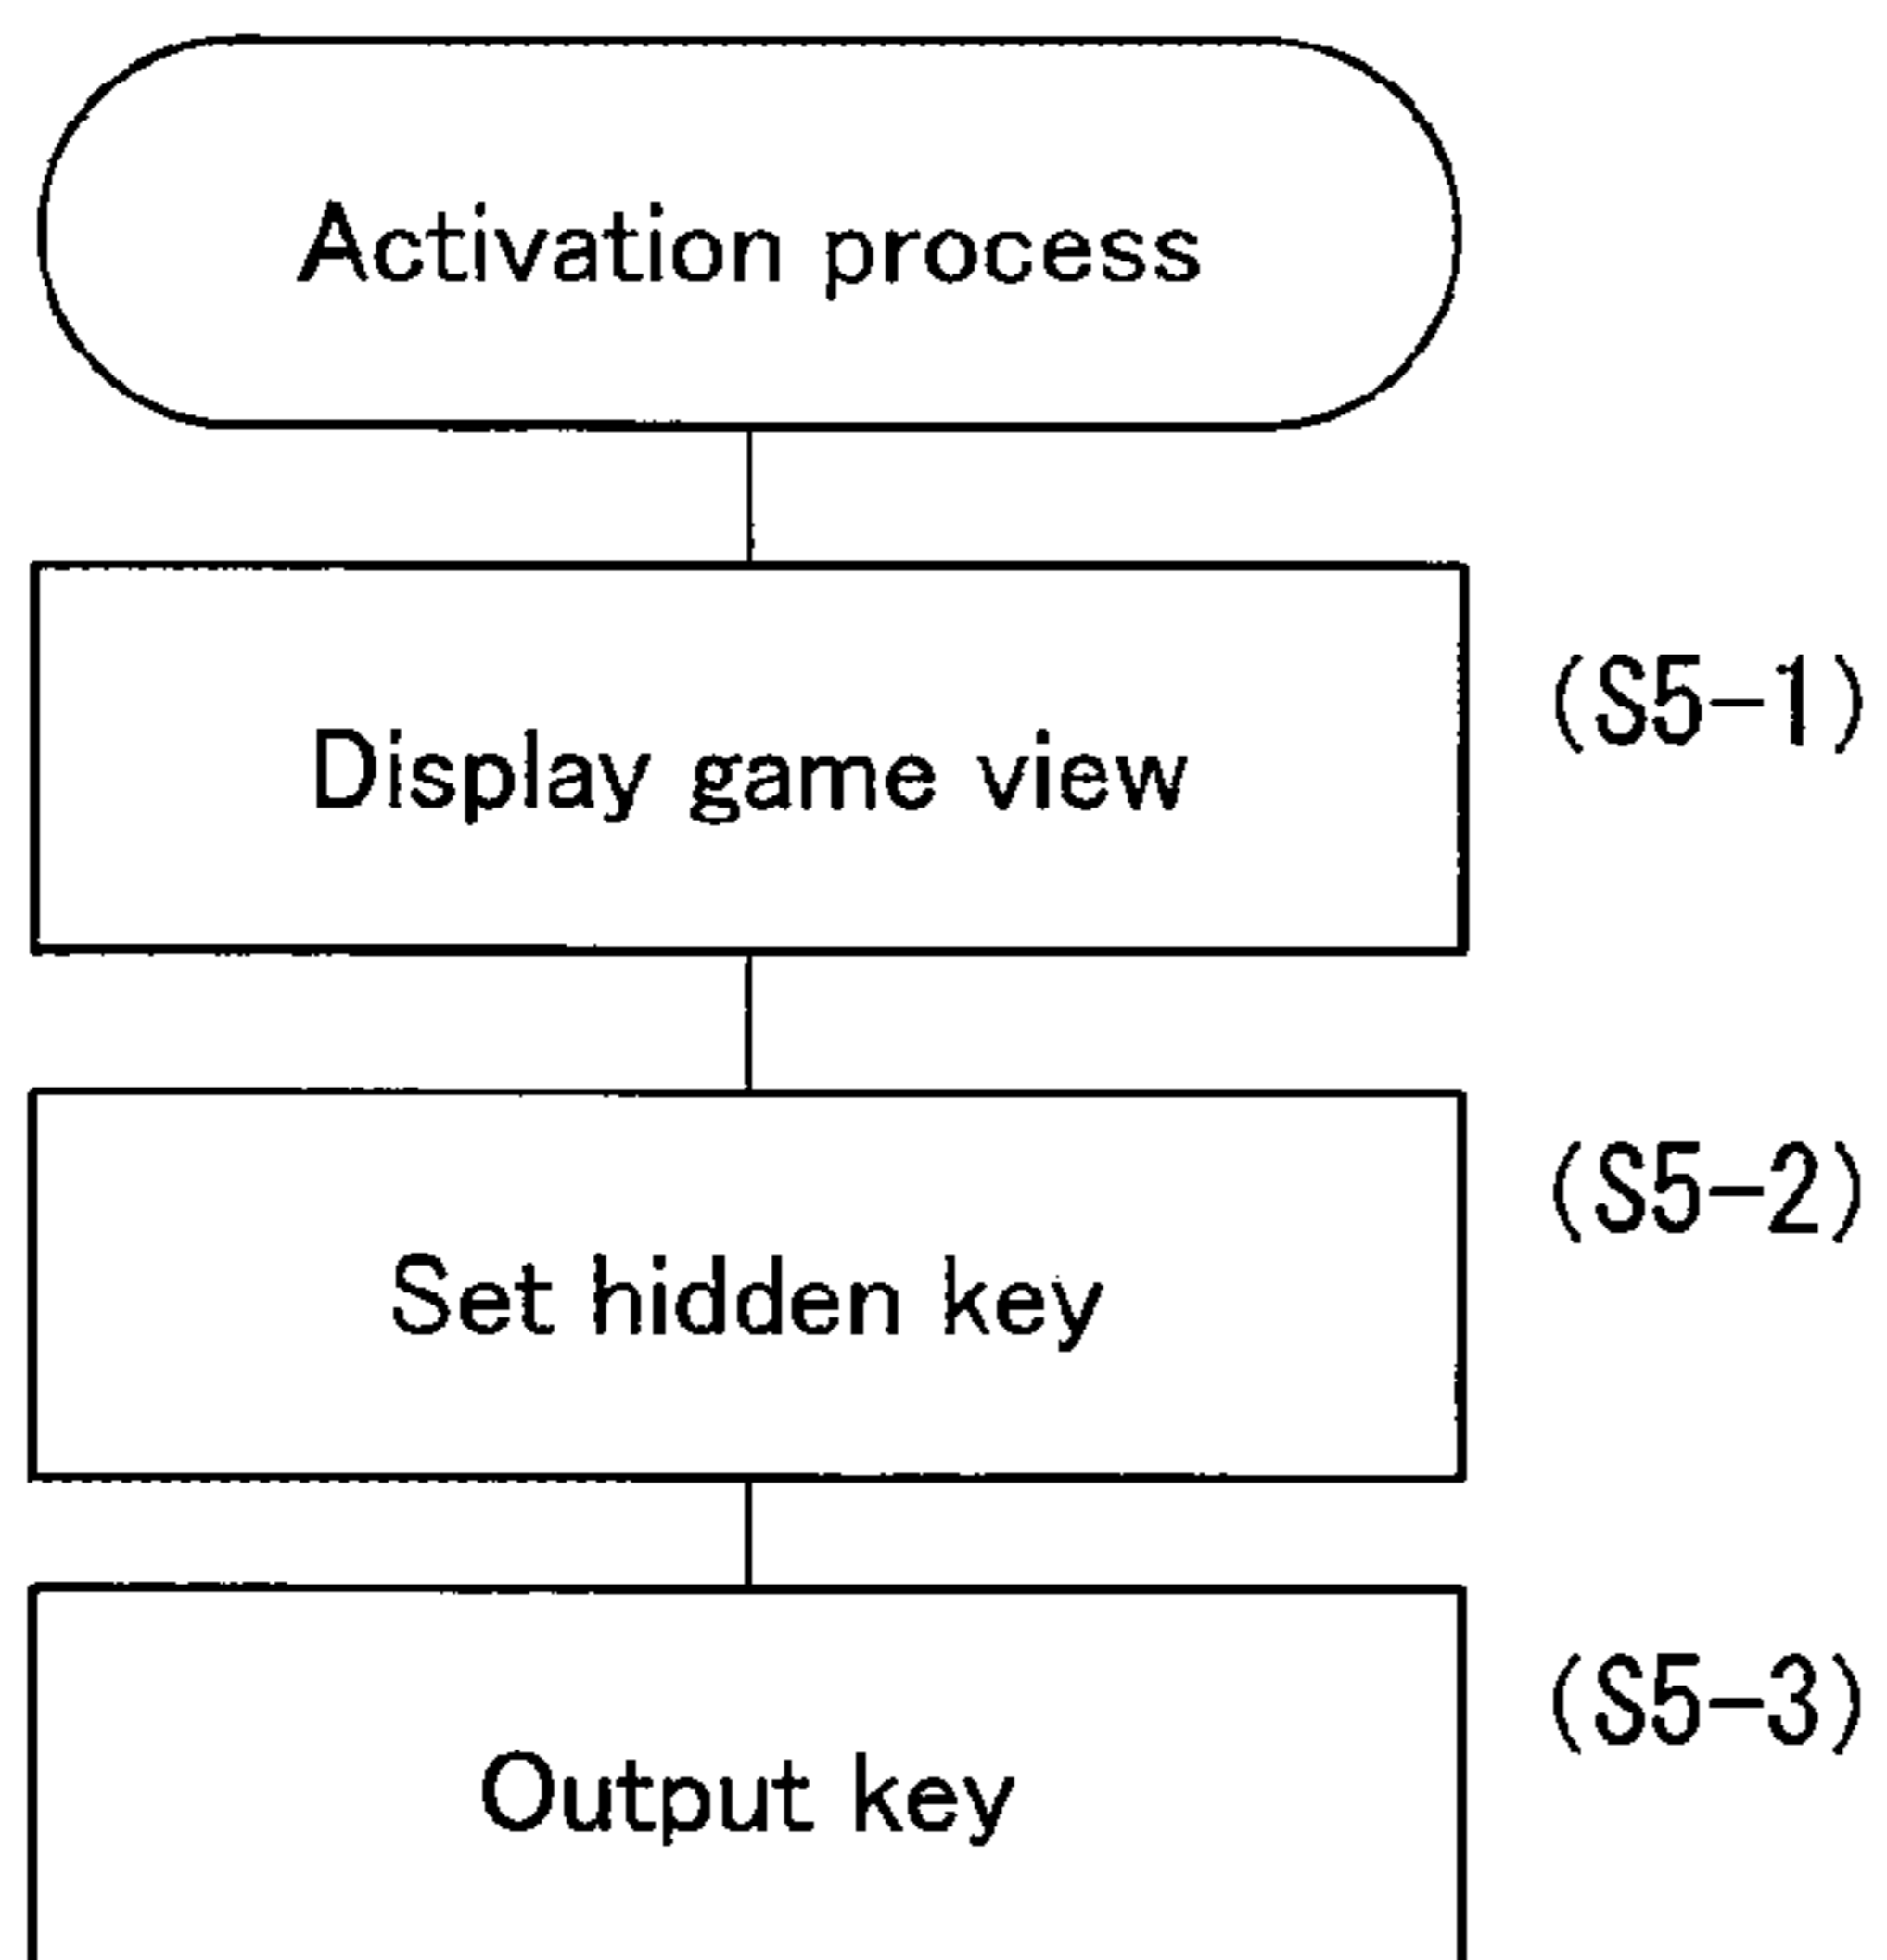 Activation process
(S5-1)
Display game view
(S5-2)
Set hidden key
(S5-3)
Output key